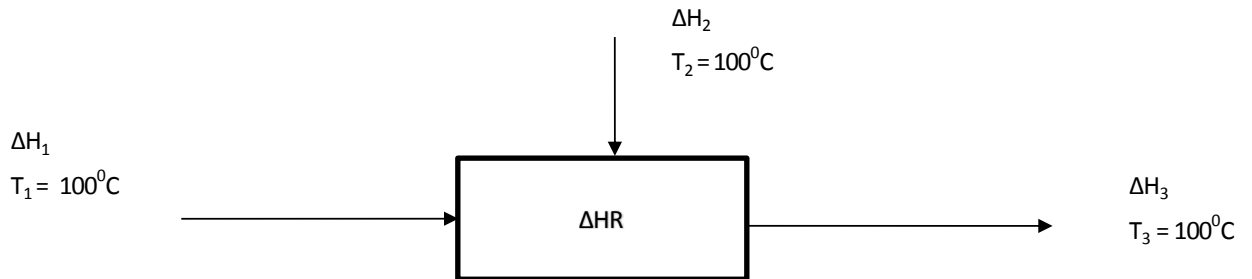 ΔH₂
T₂ = 100⁰C
ΔH₁
T₁ = 100⁰C
ΔHR
ΔH₃
T₃ = 100⁰C